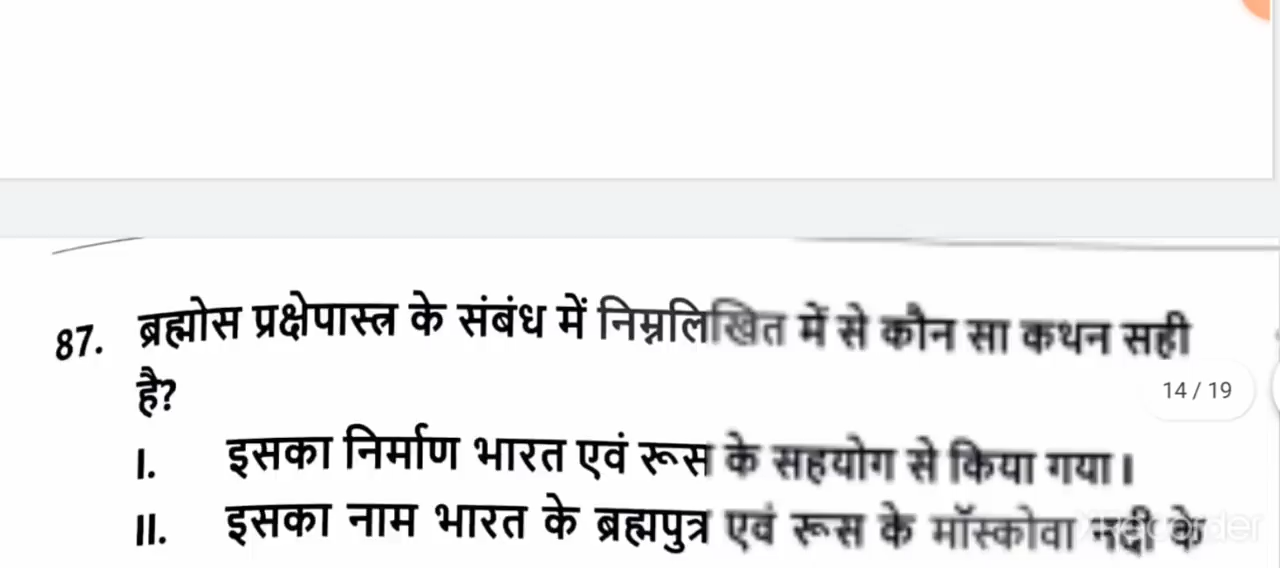 87. ब्रह्मोस प्रक्षेपास्त्र के संबंध में निम्नलिखित में से कौन सा कथन सही
है?
14 / 19
I. इसका निर्माण भारत एवं रूस के सहयोग से किया गया।
II. इसका नाम भारत के ब्रह्मपुत्र एवं रूस के मॉस्कोवा नदी के
XRecorder